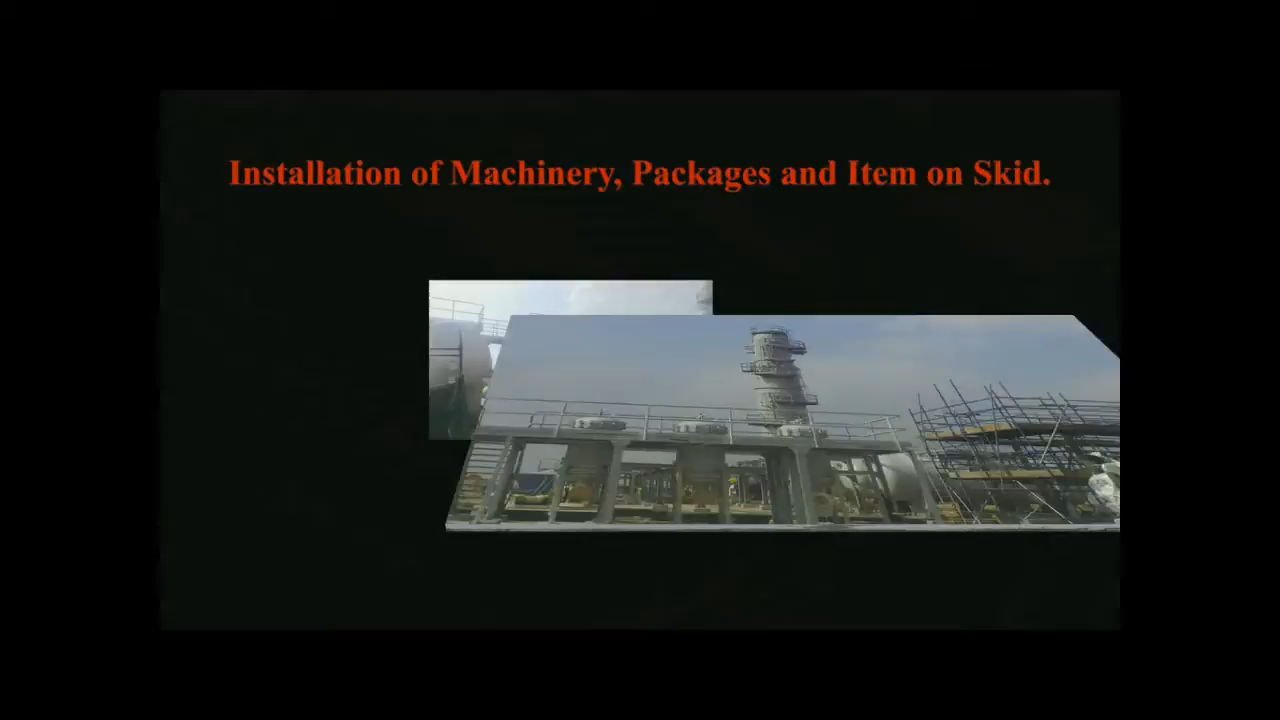 Installation of Machinery, Packages and Item on Skid.